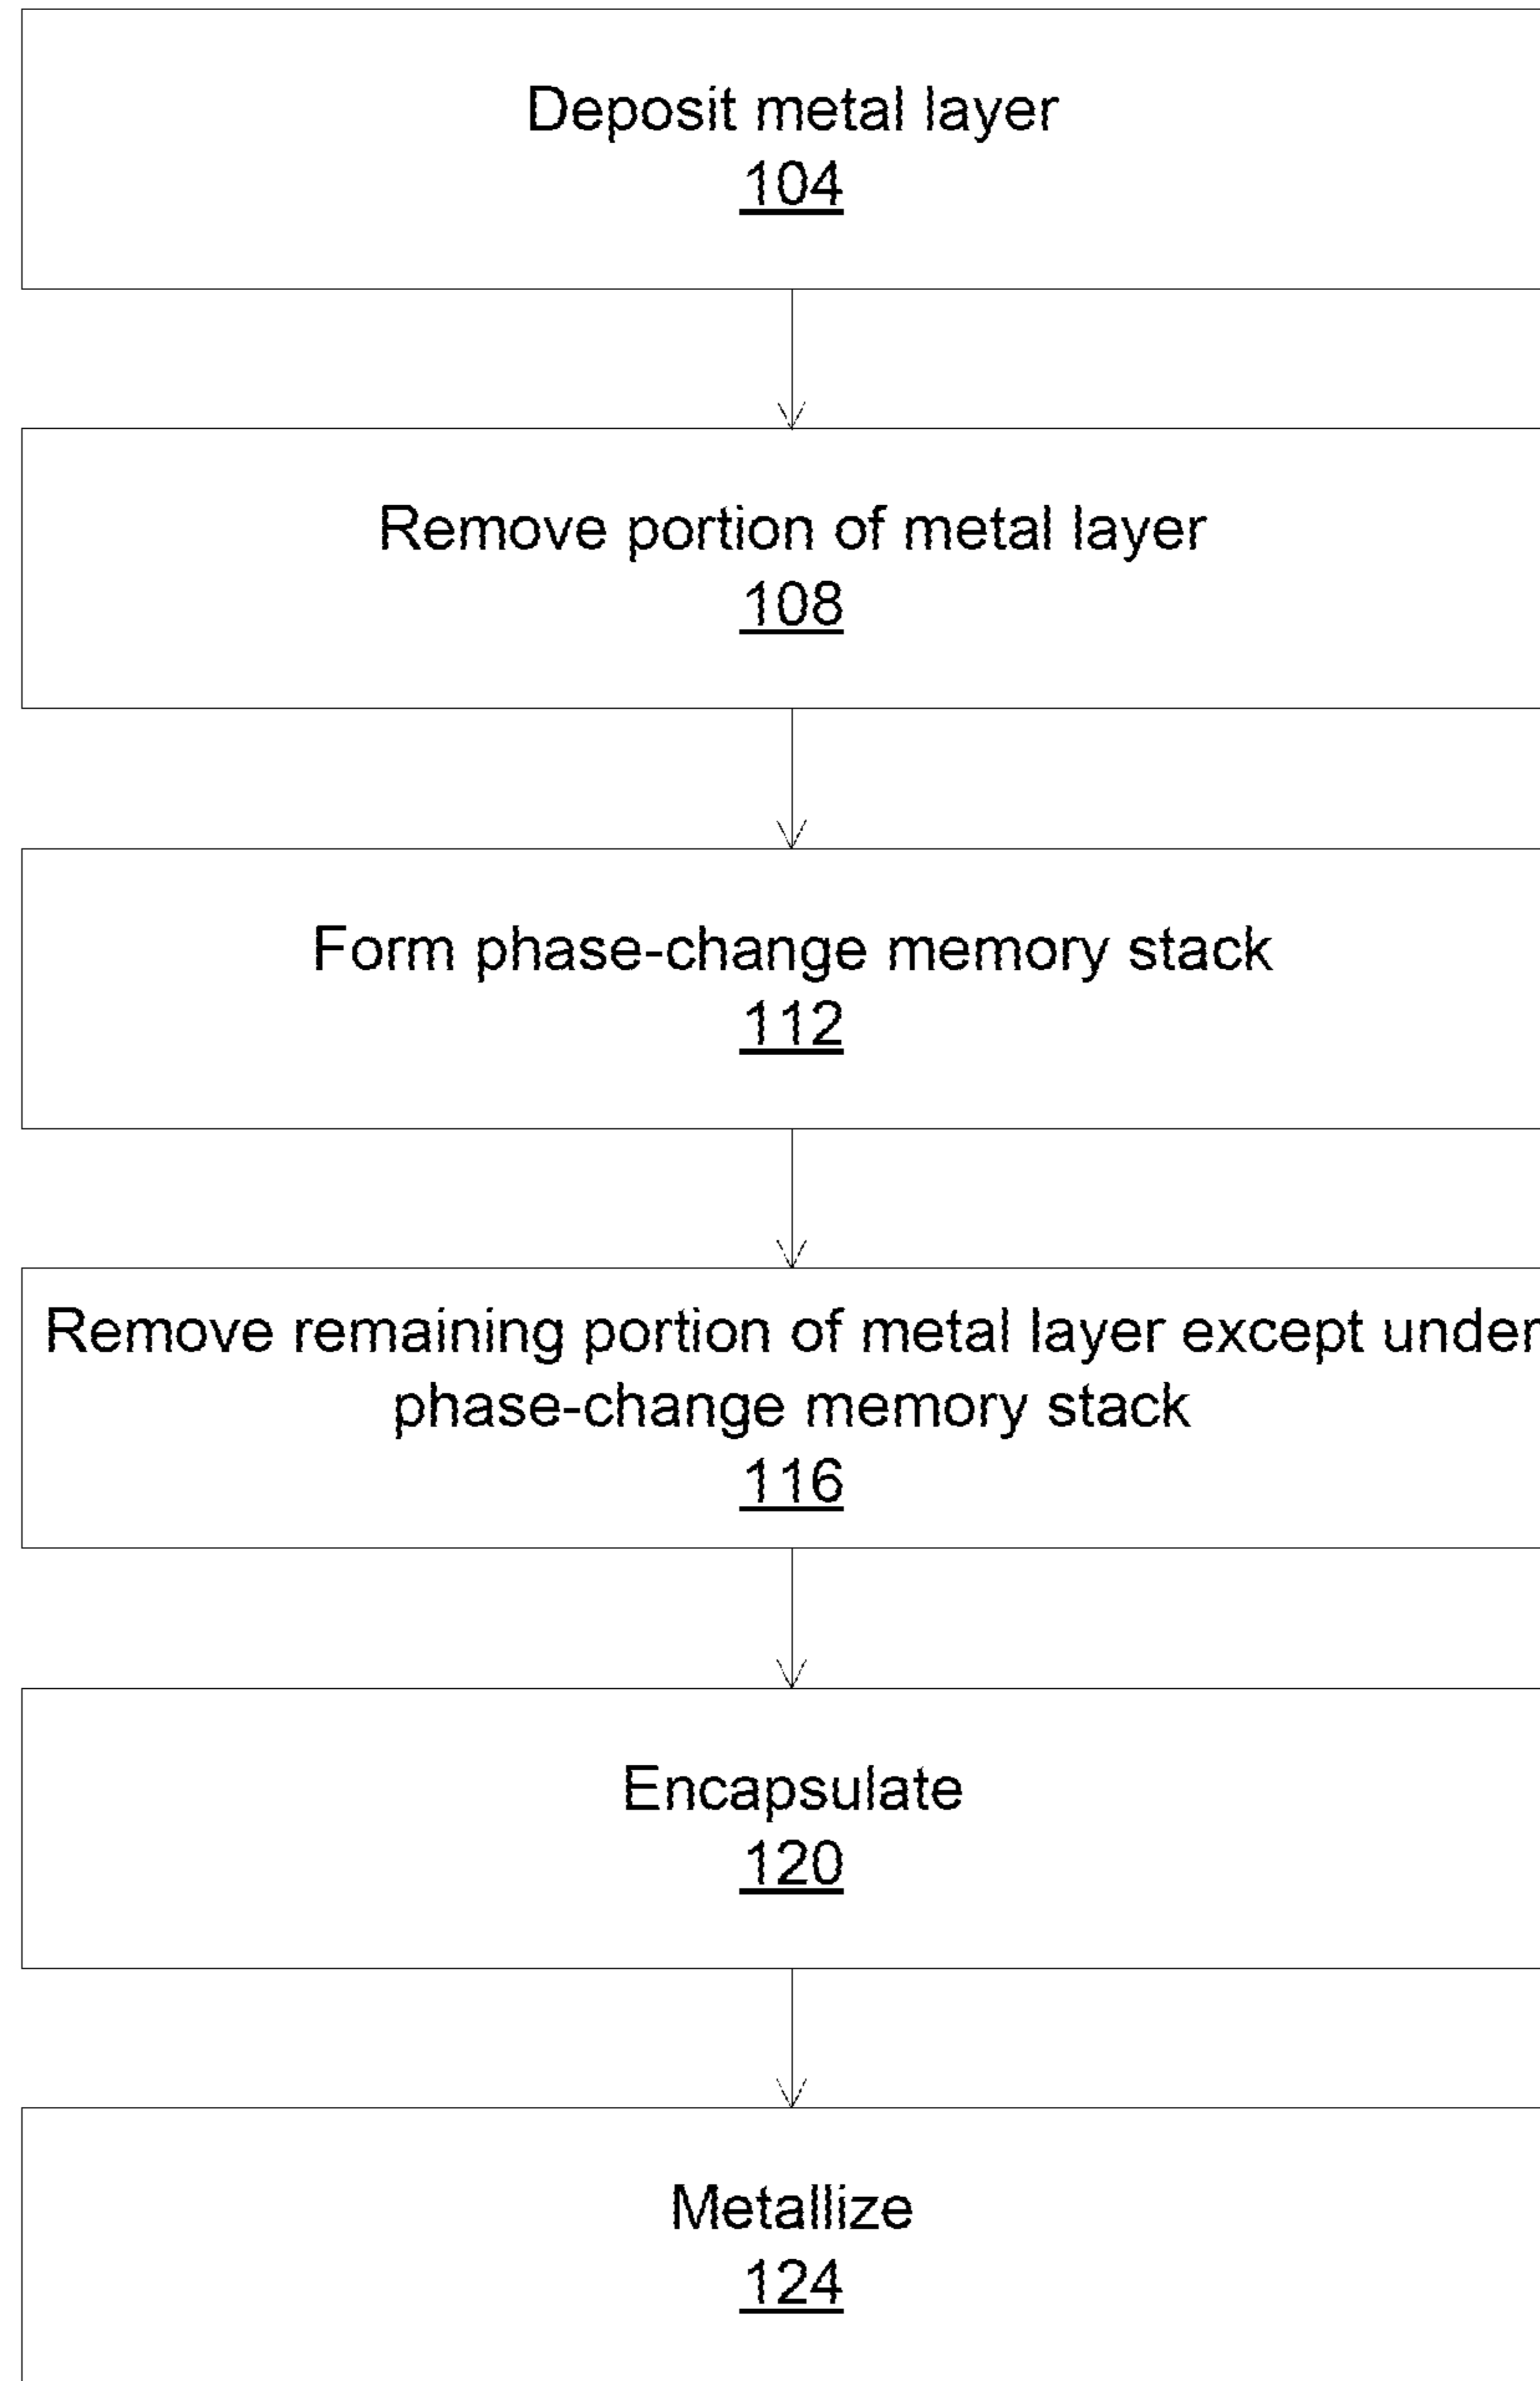 Deposit metal layer
104
Remove portion of metal layer
108
Form phase-change memory stack
112
Remove remaining portion of metal layer except under
phase-change memory stack
116
Encapsulate
120
Metallize
124